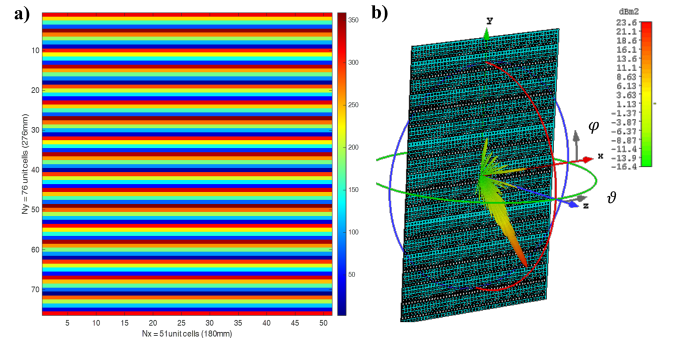 a)
350
300
250
200
150
100
50
10
20
30
40
50
60
70
Ny = 76 unit cells (276mm)
5 10 15 20 25 30 35 40 45 50
Nx = 51 unit cells (180mm)
b)
Y
φ
x
ϑ
z
dBm2
23.6
21.1
18.6
16.1
13.6
11.1
8.63
6.13
3.63
1.13
-1.37
-3.87
-6.37
-8.87
-11.4
-13.9
-16.4